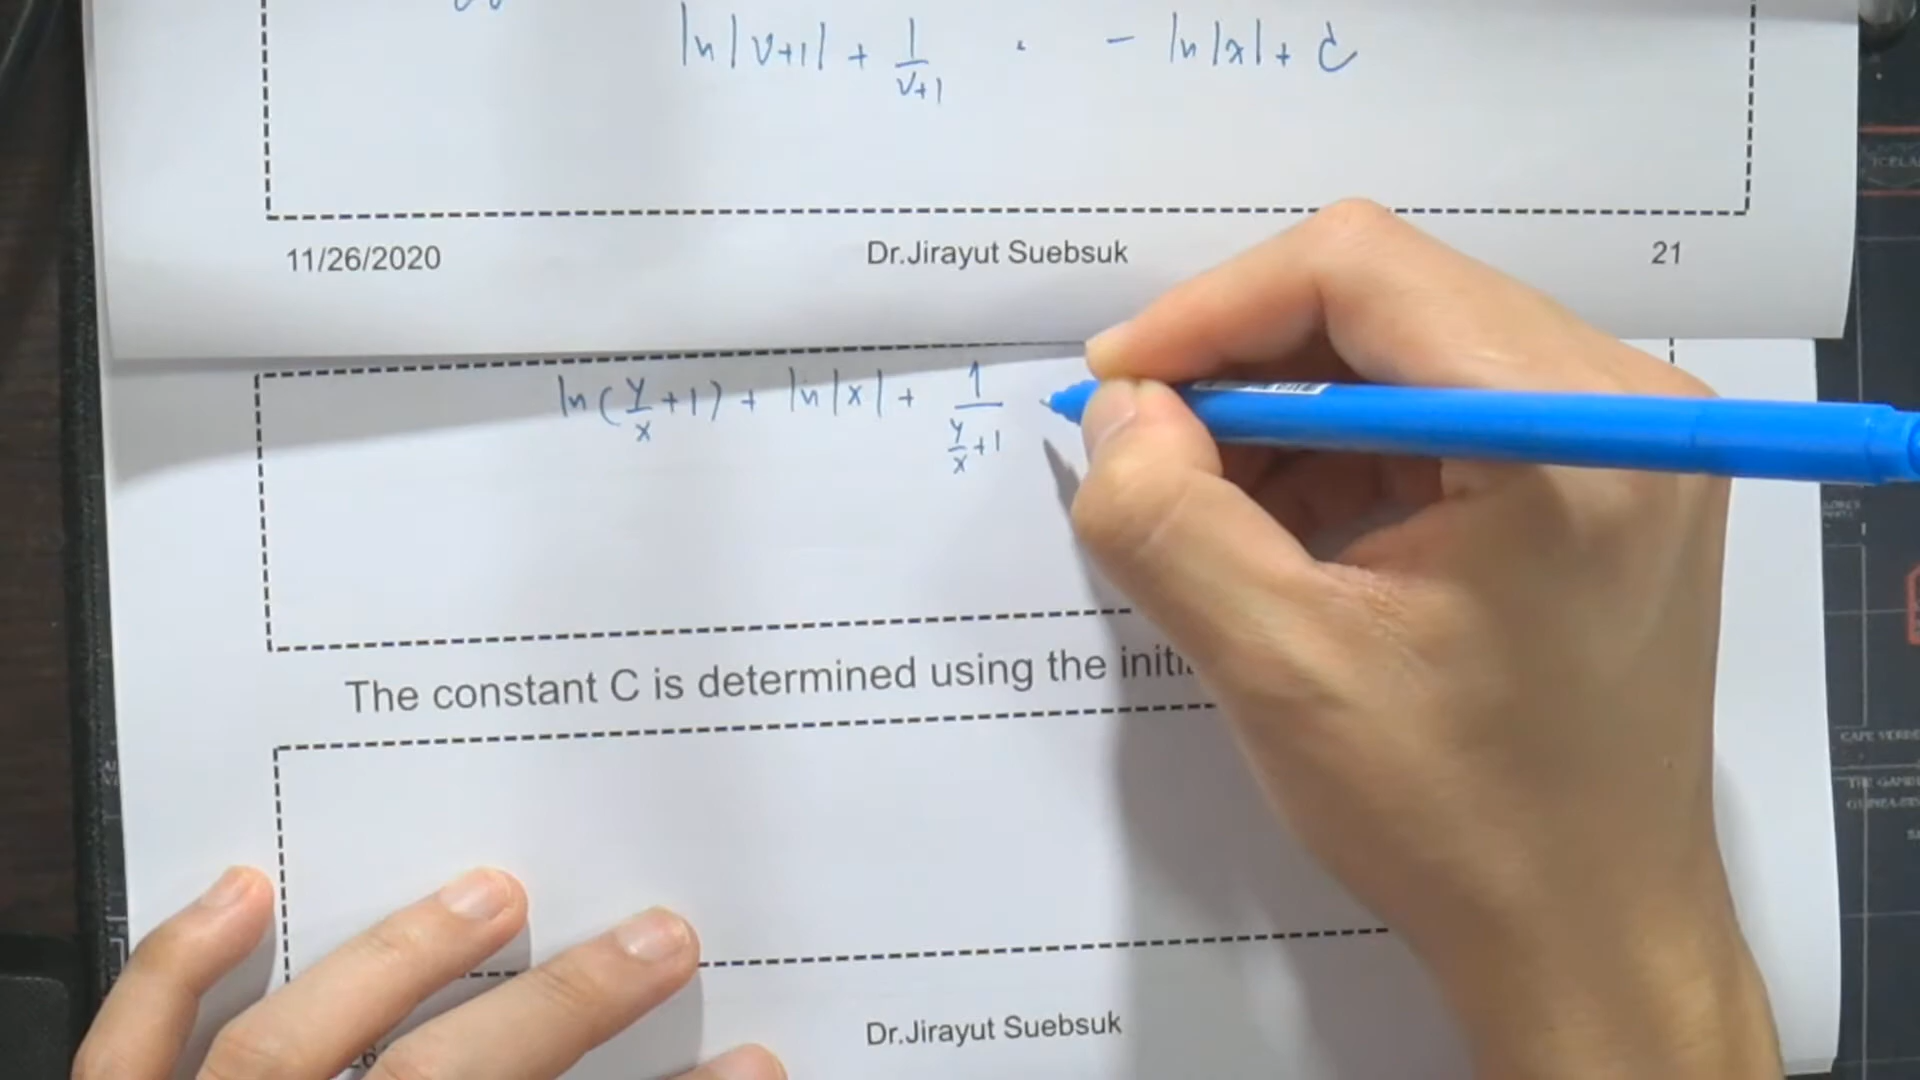 ln|v+1| + 1/(v+1) · - ln|x| + C
11/26/2020 Dr.Jirayut Suebsuk 21
ln(y/x+1) + ln|x| + 1/(y/x+1)
The constant C is determined using the
Dr.Jirayut Suebsuk